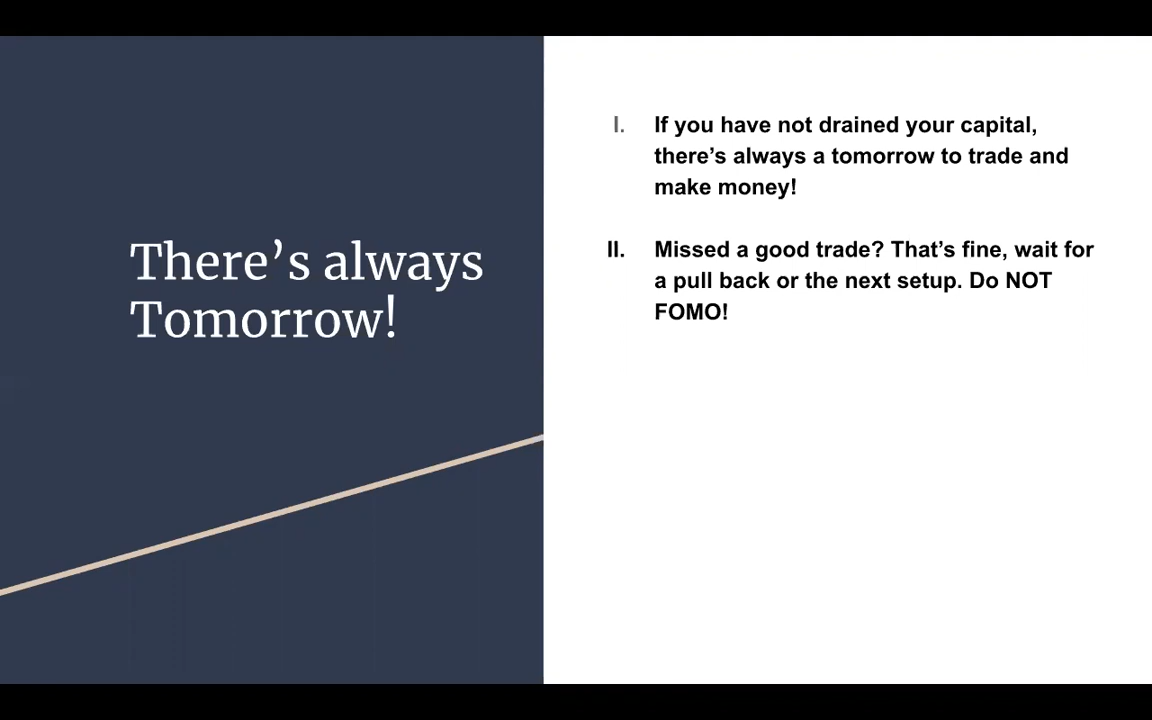 There’s always
Tomorrow!
I. If you have not drained your capital,
there’s always a tomorrow to trade and
make money!
II. Missed a good trade? That’s fine, wait for
a pull back or the next setup. Do NOT
FOMO!